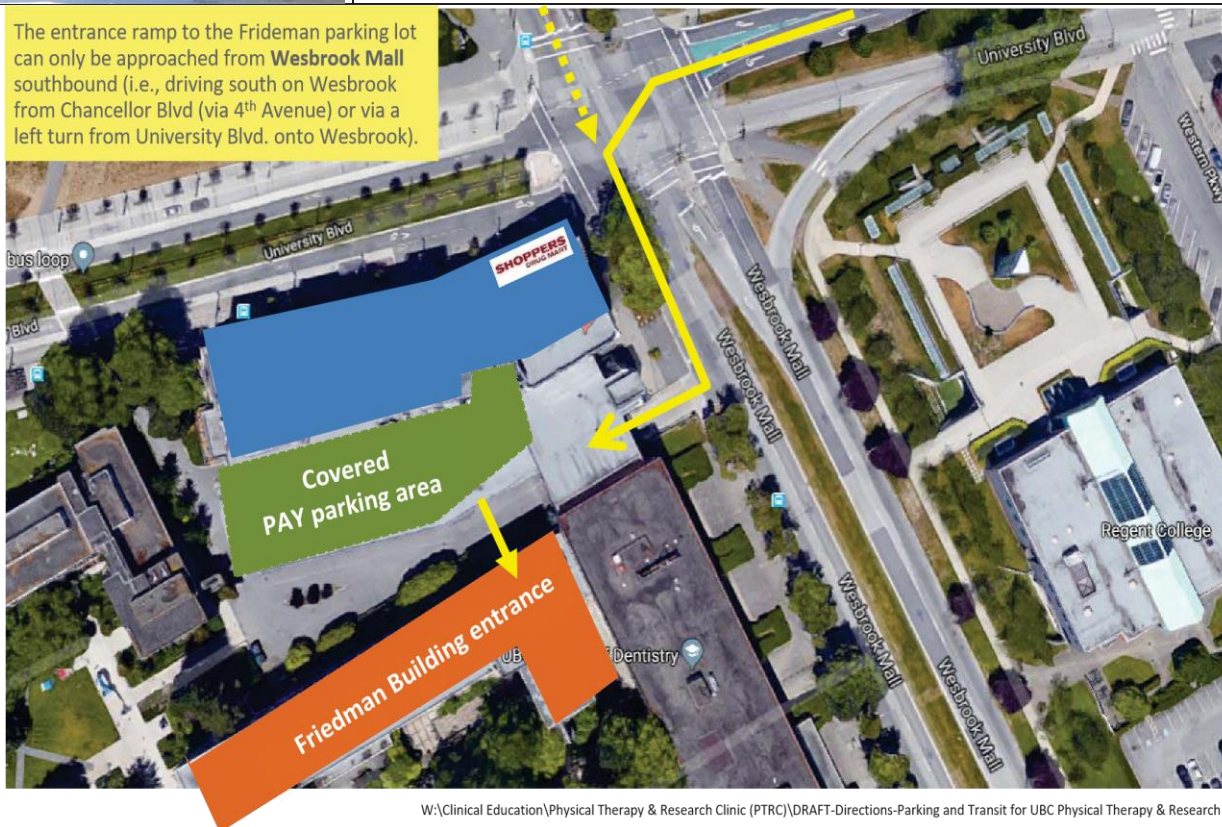 The entrance ramp to the Frideman parking lot
can only be approached from Wesbrook Mall
southbound (i.e., driving south on Wesbrook
from Chancellor Blvd (via 4th Avenue) or via a
left turn from University Blvd. onto Wesbrook).
University Blvd
Western Pkwy
bus loop
University Blvd
Blvd
SHOPPERS
DRUG MART
Wesbrook Mall
Wesbrook Mall
Covered
PAY parking area
Regent College
Friedman Building entrance
Dentistry
Wesbrook Mall
Wesbrook Mall
W:\Clinical Education\Physical Therapy & Research Clinic (PTRC)\DRAFT-Directions-Parking and Transit for UBC Physical Therapy & Research